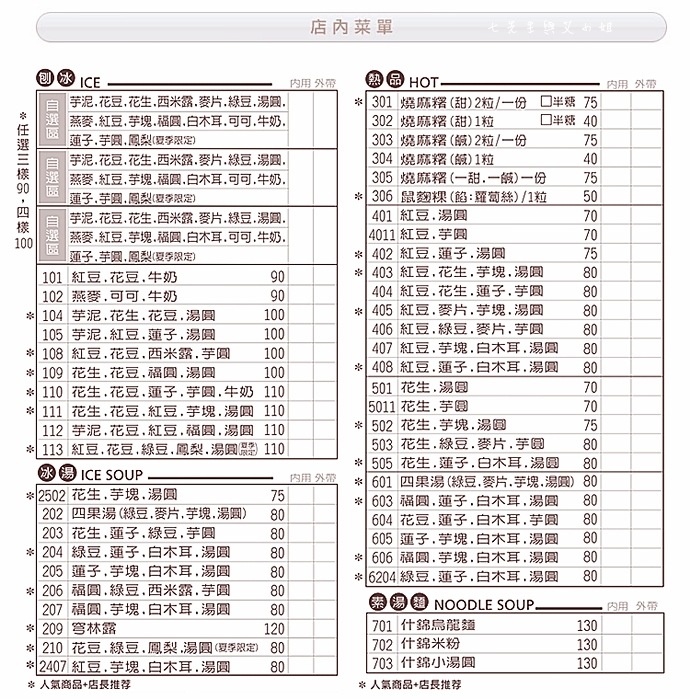 店內菜單
七先生與艾小姐
刨冰 ICE 內用 外帶
＊任選三樣90，四樣100
自選區
芋泥.花豆.花生.西米露.麥片.綠豆.湯圓.
燕麥.紅豆.芋塊.福圓.白木耳.可可.牛奶.
蓮子.芋圓.鳳梨(夏季限定)
自選區
芋泥.花豆.花生.西米露.麥片.綠豆.湯圓.
燕麥.紅豆.芋塊.福圓.白木耳.可可.牛奶.
蓮子.芋圓.鳳梨(夏季限定)
自選區
芋泥.花豆.花生.西米露.麥片.綠豆.湯圓.
燕麥.紅豆.芋塊.福圓.白木耳.可可.牛奶.
蓮子.芋圓.鳳梨(夏季限定)
101 紅豆.花豆.牛奶 90
102 燕麥.可可.牛奶 90
＊104 芋泥.花生.花豆.湯圓 100
105 芋泥.紅豆.蓮子.湯圓 100
＊108 紅豆.花豆.西米露.芋圓 100
＊109 花生.花豆.福圓.湯圓 100
＊110 花生.花豆.蓮子.芋圓.牛奶 110
＊111 花生.花豆.紅豆.芋塊.湯圓 110
112 芋泥.花豆.紅豆.福圓.湯圓 110
＊113 紅豆.花豆.綠豆.鳳梨.湯圓(夏季限定) 110
冰湯 ICE SOUP 內用 外帶
＊2502 花生.芋塊.湯圓 75
202 四果湯(綠豆.麥片.芋塊.湯圓) 80
203 花生.蓮子.綠豆.芋圓 80
＊204 綠豆.蓮子.白木耳.湯圓 80
205 蓮子.芋塊.白木耳.湯圓 80
＊206 福圓.綠豆.西米露.芋圓 80
207 福圓.芋塊.白木耳.湯圓 80
＊209 穹林露 120
＊210 花豆.綠豆.鳳梨.湯圓(夏季限定) 80
＊2407 紅豆.芋塊.白木耳.湯圓 80
＊人氣商品+店長推荐
熱品 HOT 內用 外帶
＊301 燒麻糬(甜)2粒/一份 □半糖 75
302 燒麻糬(甜)1粒 □半糖 40
303 燒麻糬(鹹)2粒/一份 75
304 燒麻糬(鹹)1粒 40
305 燒麻糬(一甜.一鹹)一份 75
＊306 鼠麴粿(餡:蘿蔔絲)/1粒 50
401 紅豆.湯圓 70
4011 紅豆.芋圓 70
＊402 紅豆.蓮子.湯圓 75
＊403 紅豆.花生.芋塊.湯圓 80
404 紅豆.花生.蓮子.芋圓 80
＊405 紅豆.麥片.芋塊.湯圓 80
406 紅豆.綠豆.麥片.芋圓 80
407 紅豆.芋塊.白木耳.湯圓 80
＊408 紅豆.蓮子.白木耳.湯圓 80
501 花生.湯圓 70
5011 花生.芋圓 70
＊502 花生.芋塊.湯圓 75
503 花生.綠豆.麥片.芋圓 80
＊505 花生.蓮子.白木耳.湯圓 80
＊601 四果湯(綠豆.麥片.芋塊.湯圓) 80
＊603 福圓.蓮子.芋圓.湯圓 80
604 花豆.蓮子.白木耳.芋圓 80
605 蓮子.芋塊.白木耳.湯圓 80
＊606 福圓.芋塊.白木耳.湯圓 80
＊6204 綠豆.蓮子.白木耳.湯圓 80
素湯麵 NOODLE SOUP 內用 外帶
701 什錦烏龍麵 130
702 什錦米粉 130
703 什錦小湯圓 130
＊人氣商品+店長推荐